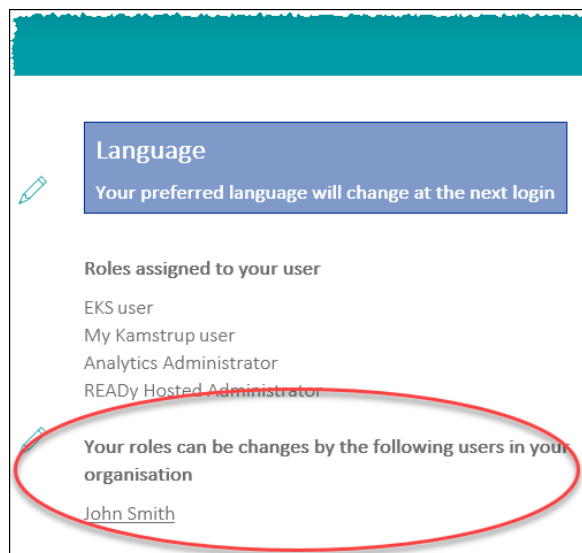 Language
Your preferred language will change at the next login
Roles assigned to your user
EKS user
My Kamstrup user
Analytics Administrator
READy Hosted Administrator
Your roles can be changes by the following users in your
organisation
John Smith